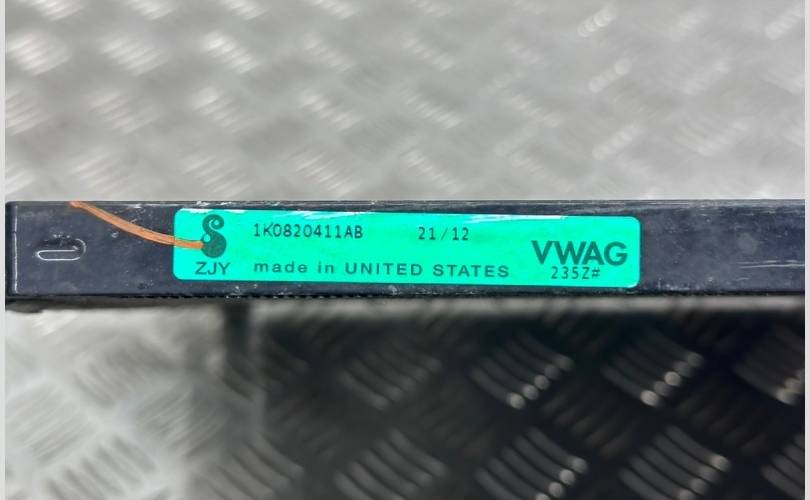 1K0820411AB 21/12
VWAG
ZJY made in UNITED STATES 235Z#